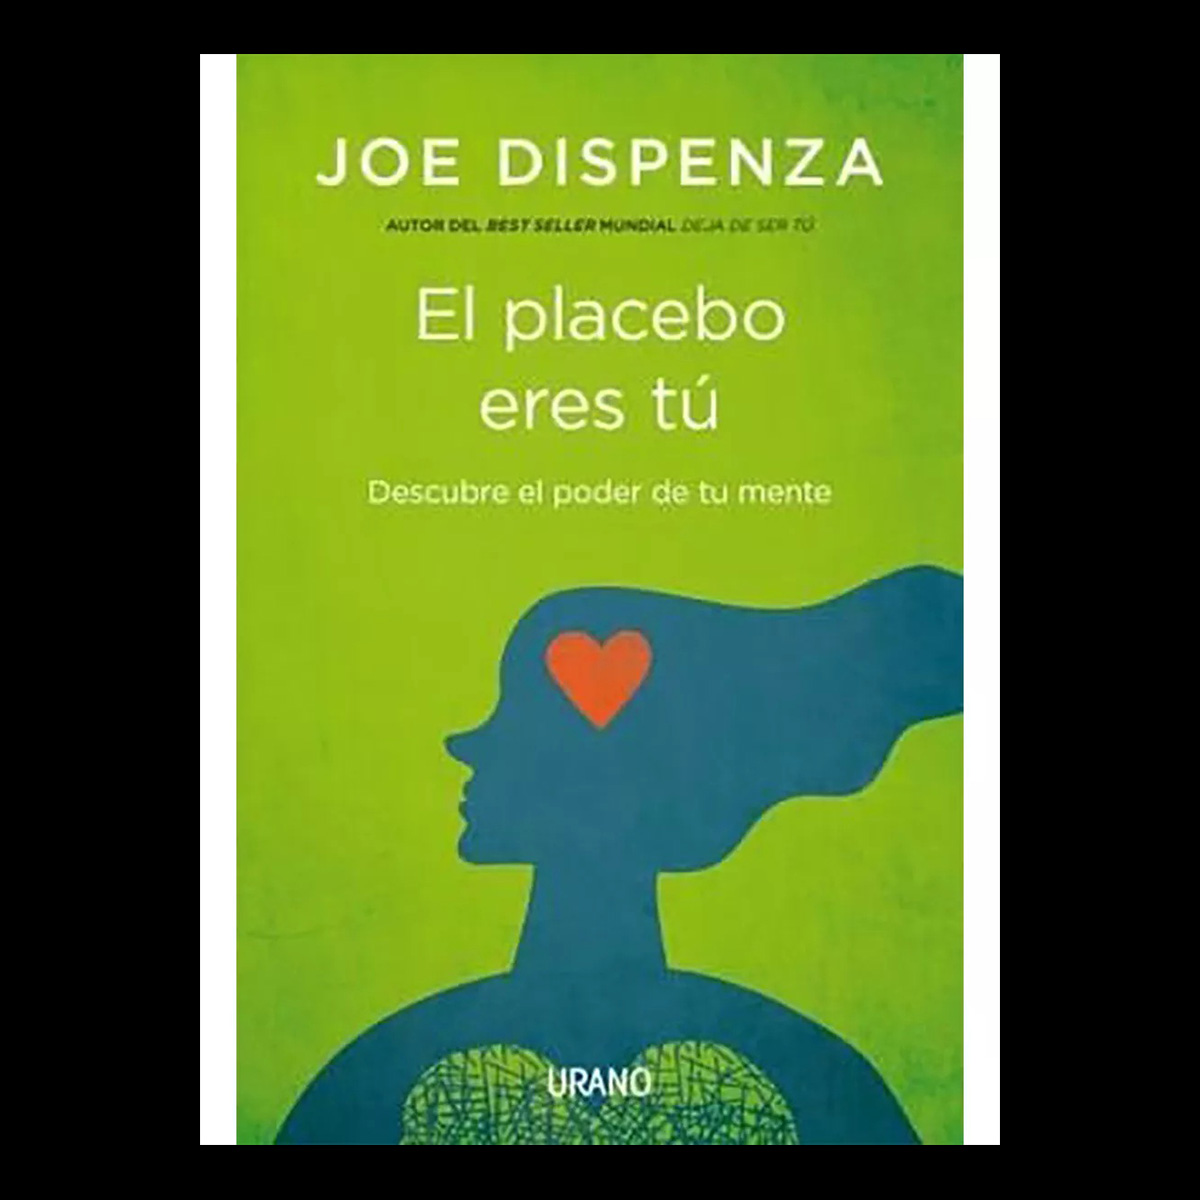 JOE DISPENZA
AUTOR DEL BEST SELLER MUNDIAL DEJA DE SER TÚ
El placebo
eres tú
Descubre el poder de tu mente
URANO